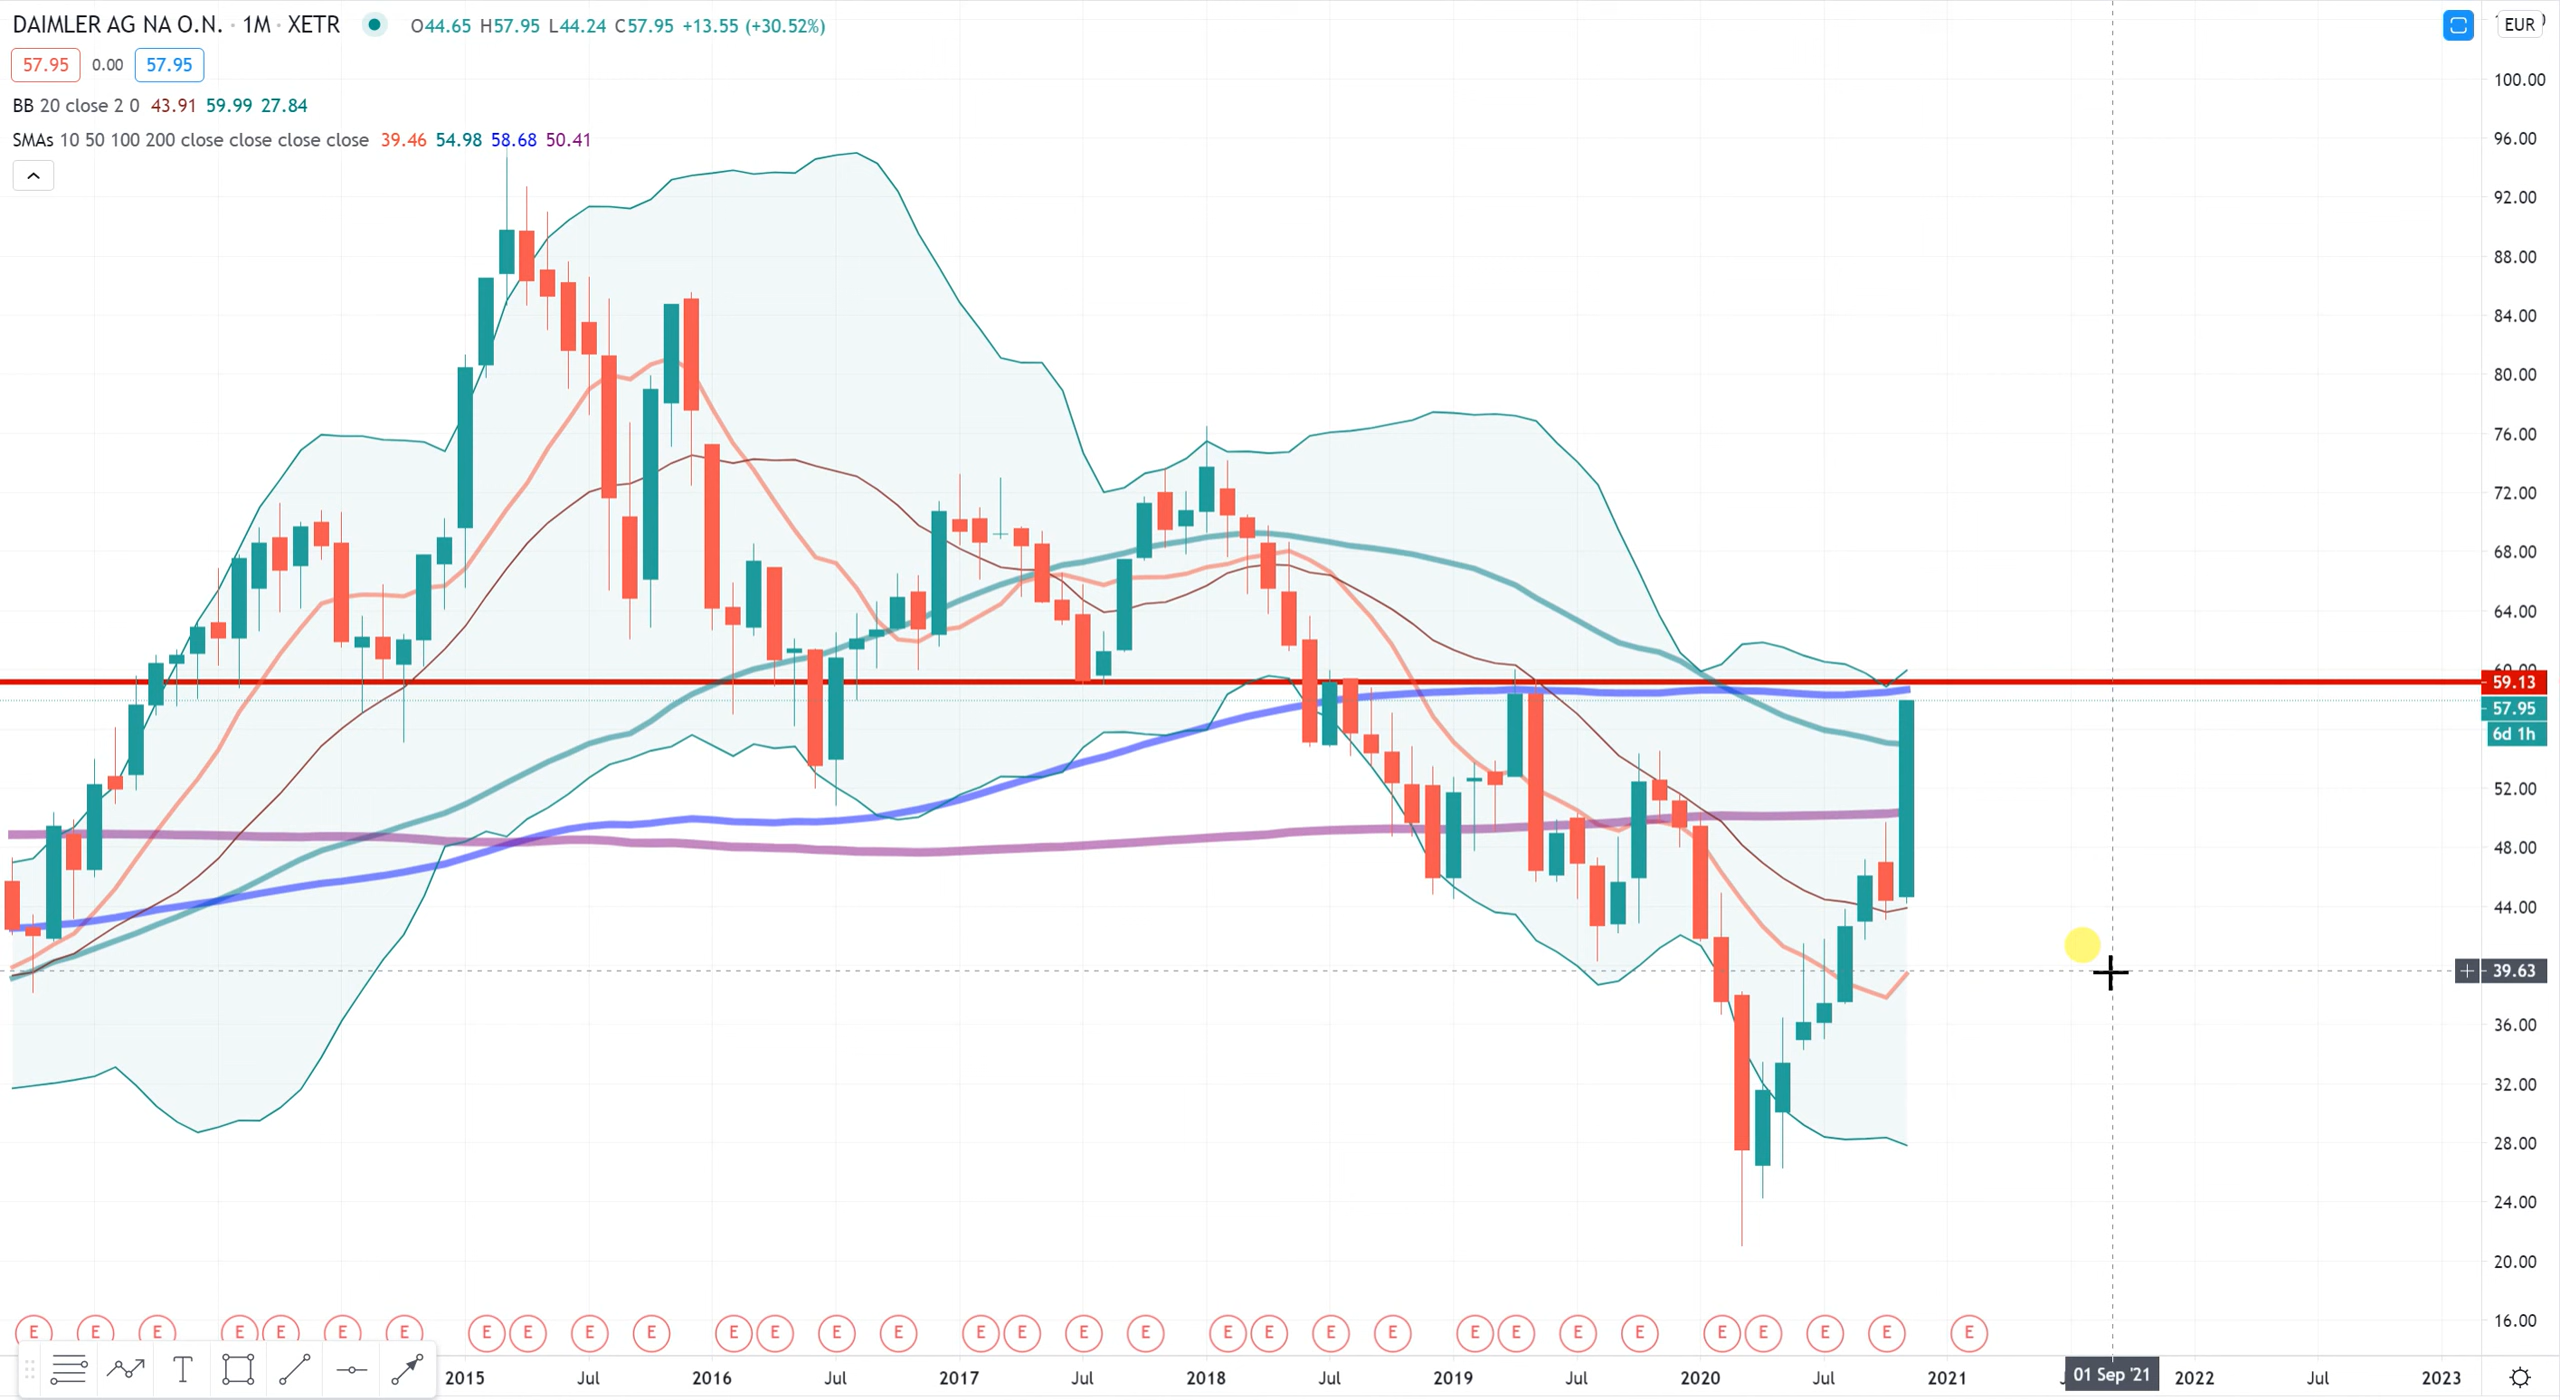 DAIMLER AG NA O.N. · 1M · XETR O44.65 H57.95 L44.24 C57.95 +13.55 (+30.52%)
57.95 0.00 57.95
BB 20 close 2 0 43.91 59.99 27.84
SMAs 10 50 100 200 close close close close 39.46 54.98 58.68 50.41
EUR
100.00
96.00
92.00
88.00
84.00
80.00
76.00
72.00
68.00
64.00
60.00
59.13
57.95
6d 1h
52.00
48.00
44.00
39.63
36.00
32.00
28.00
24.00
20.00
16.00
E E E E E E E E E E E E E E E E E E E E E E E E E E E E E E E E
T
2015 Jul 2016 Jul 2017 Jul 2018 Jul 2019 Jul 2020 Jul 2021 01 Sep '21 2022 Jul 2023